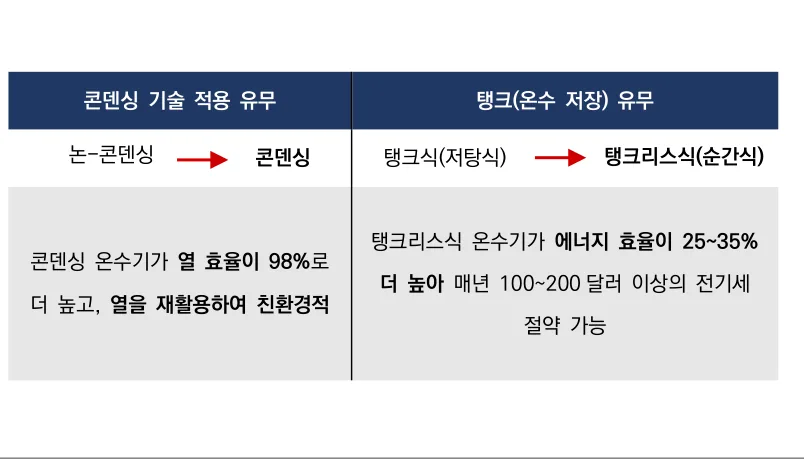 콘덴싱 기술 적용 유무
탱크(온수 저장) 유무
논-콘덴싱 → 콘덴싱
탱크식(저탕식) → 탱크리스식(순간식)
콘덴싱 온수기가 열 효율이 98%로
더 높고, 열을 재활용하여 친환경적
탱크리스식 온수기가 에너지 효율이 25~35%
더 높아 매년 100~200달러 이상의 전기세
절약 가능